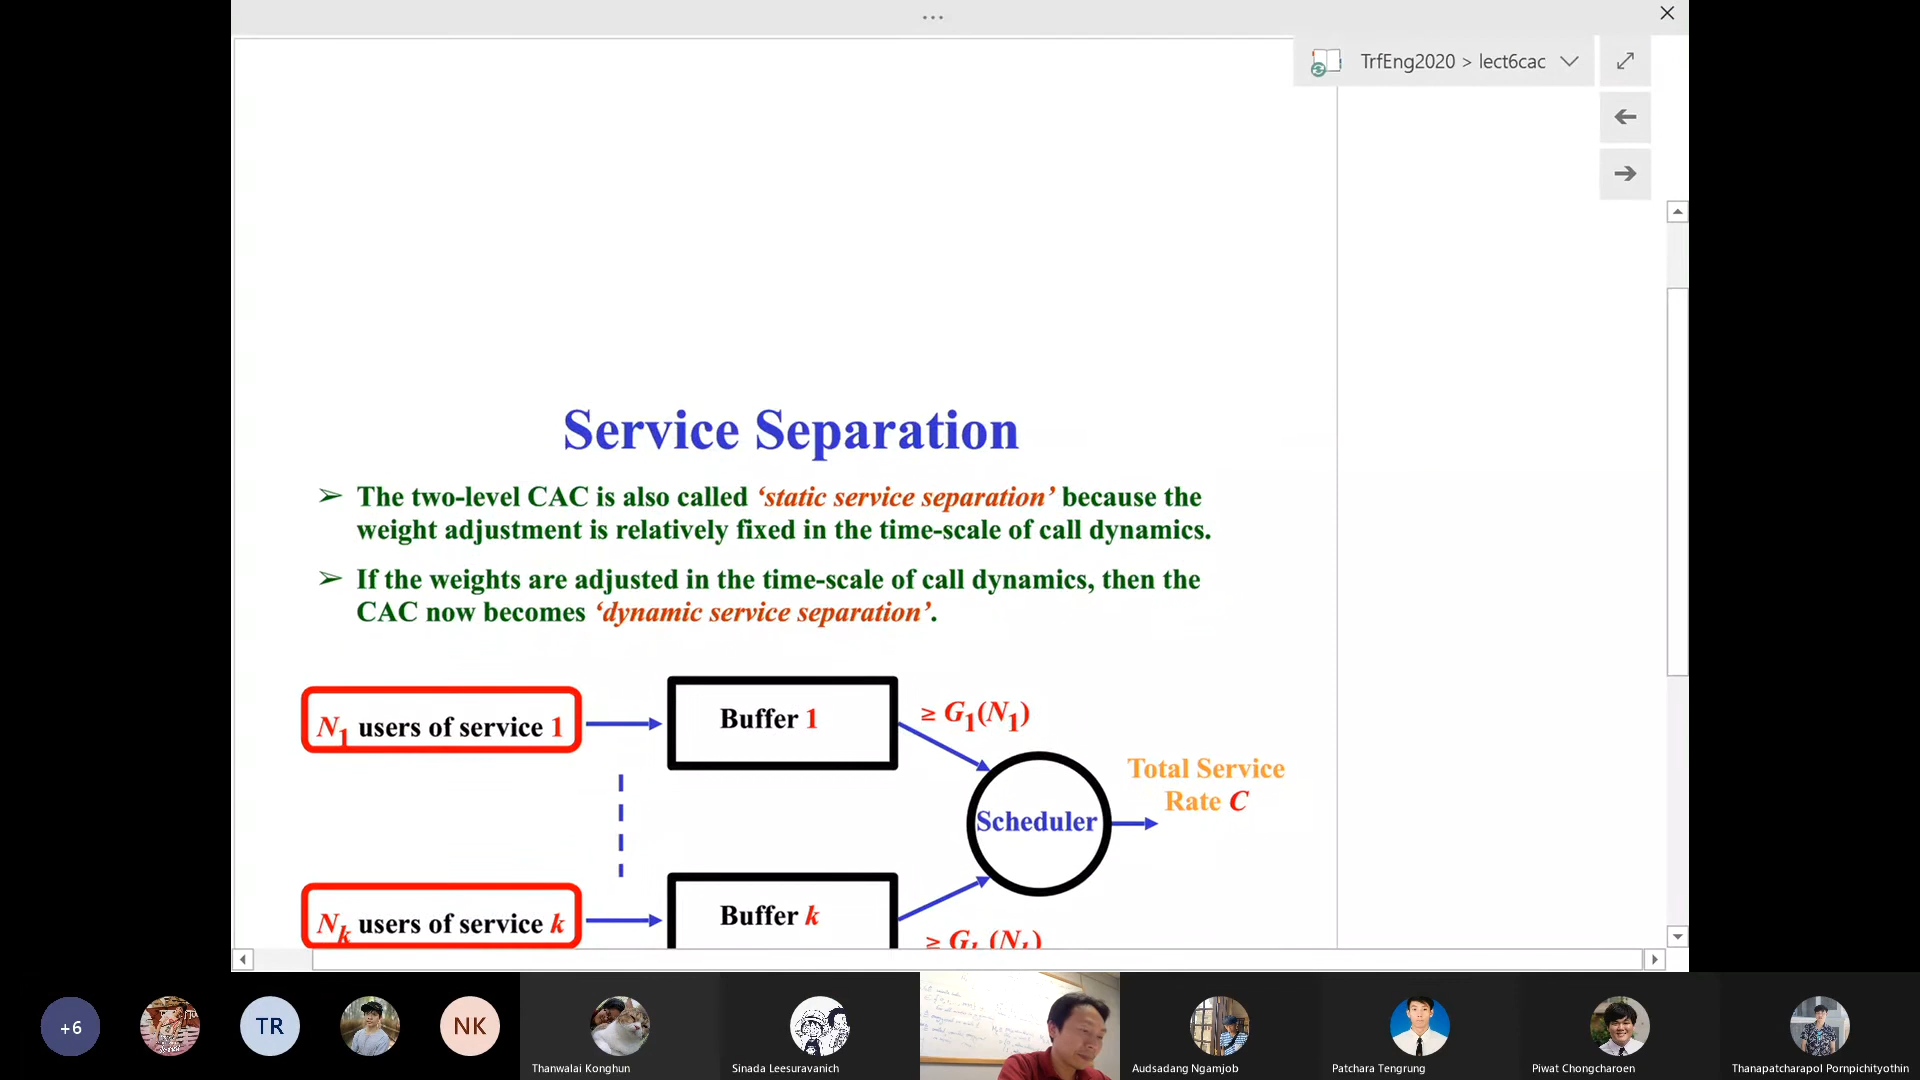 TrfEng2020 > lect6cac
Service Separation
➢ The two-level CAC is also called ‘static service separation’ because the
weight adjustment is relatively fixed in the time-scale of call dynamics.
➢ If the weights are adjusted in the time-scale of call dynamics, then the
CAC now becomes ‘dynamic service separation’.
N1 users of service 1
Buffer 1
≥ G1(N1)
Total Service
Rate C
Scheduler
Nk users of service k
Buffer k
≥ Gk(Nk)
+6
TR
NK
Thanwalai Konghun
Sinada Leesuravanich
Audsadang Ngamjob
Patchara Tengrung
Piwat Chongcharoen
Thanapatcharapol Pornpichityothin